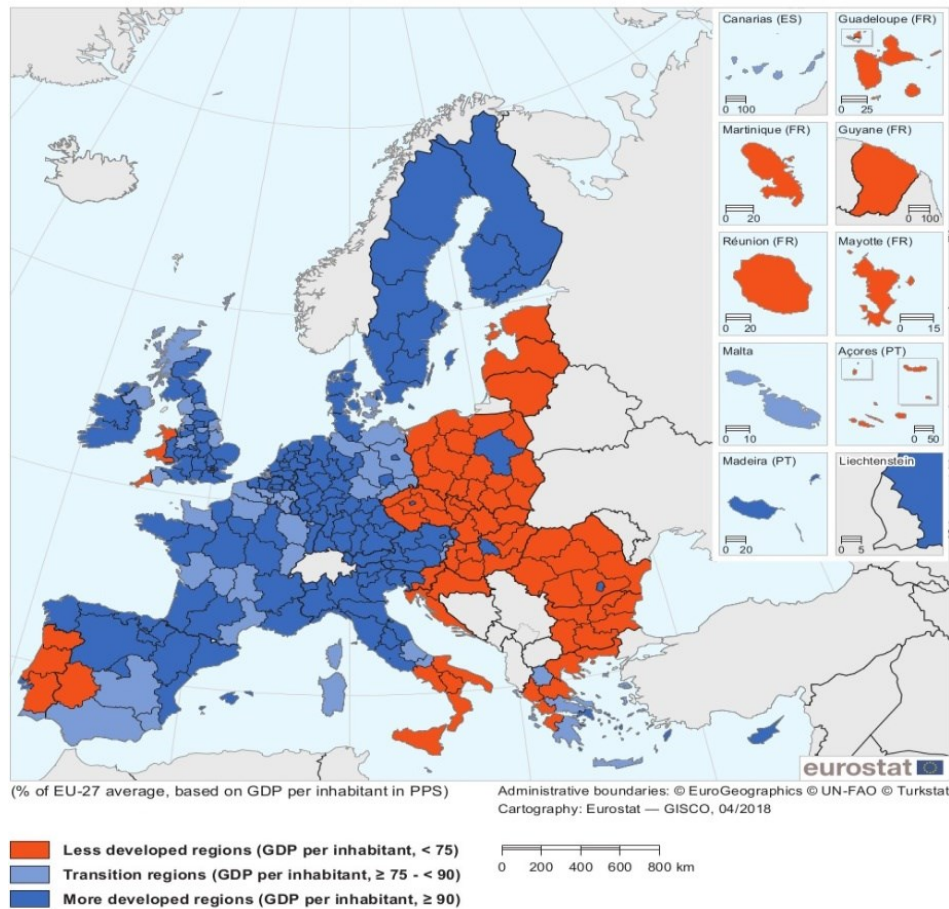 Canarias (ES)
0 100
Guadeloupe (FR)
0 25
Martinique (FR)
0 20
Guyane (FR)
0 100
Réunion (FR)
0 20
Mayotte (FR)
0 15
Malta
0 10
Açores (PT)
0 50
Madeira (PT)
0 20
Liechtenstein
0 5
eurostat
(% of EU-27 average, based on GDP per inhabitant in PPS)
Administrative boundaries: © EuroGeographics © UN-FAO © Turkstat
Cartography: Eurostat — GISCO, 04/2018
Less developed regions (GDP per inhabitant, < 75)
Transition regions (GDP per inhabitant, ≥ 75 - < 90)
More developed regions (GDP per inhabitant, ≥ 90)
0 200 400 600 800 km